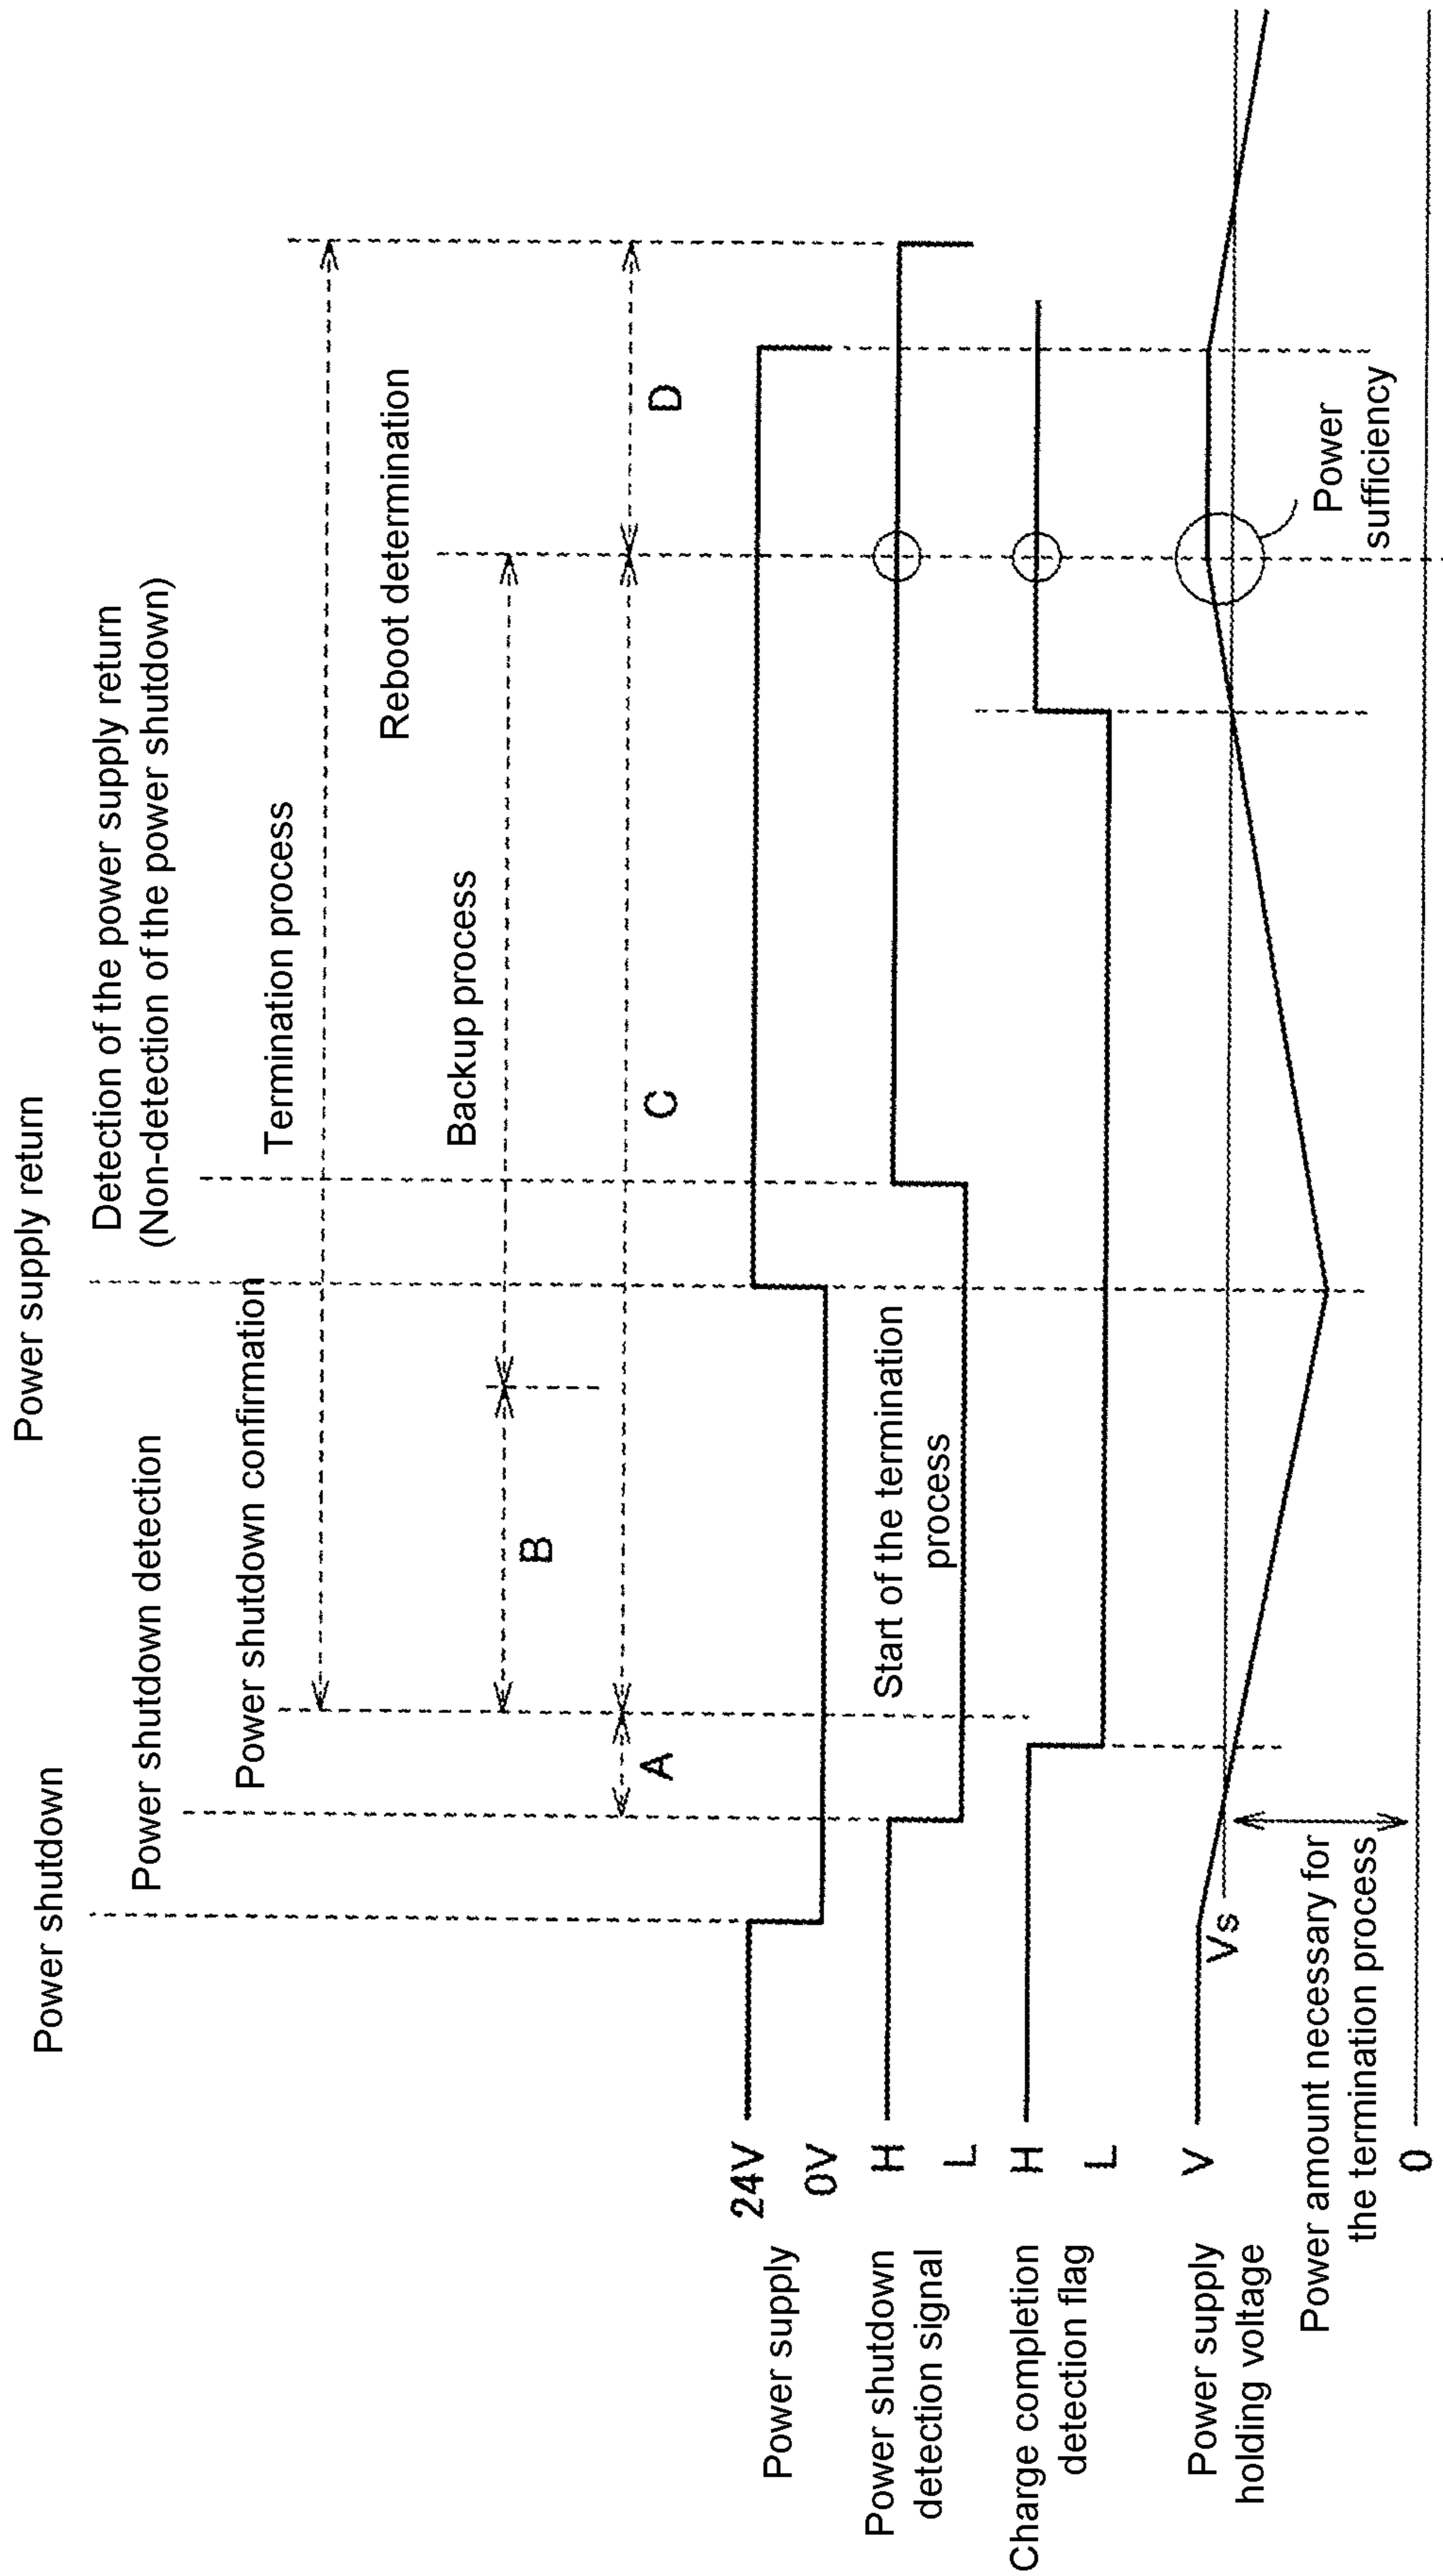 Power shutdown
Power supply return
Power shutdown detection
Detection of the power supply return
(Non-detection of the power shutdown)
Power shutdown confirmation
Termination process
Reboot determination
Backup process
B
A
C
D
Power supply
24V
0V
Start of the termination
process
Power shutdown
detection signal
H
L
Charge completion
detection flag
H
L
Power supply
holding voltage
V
Vs
Power
sufficiency
Power amount necessary for
the termination process
0